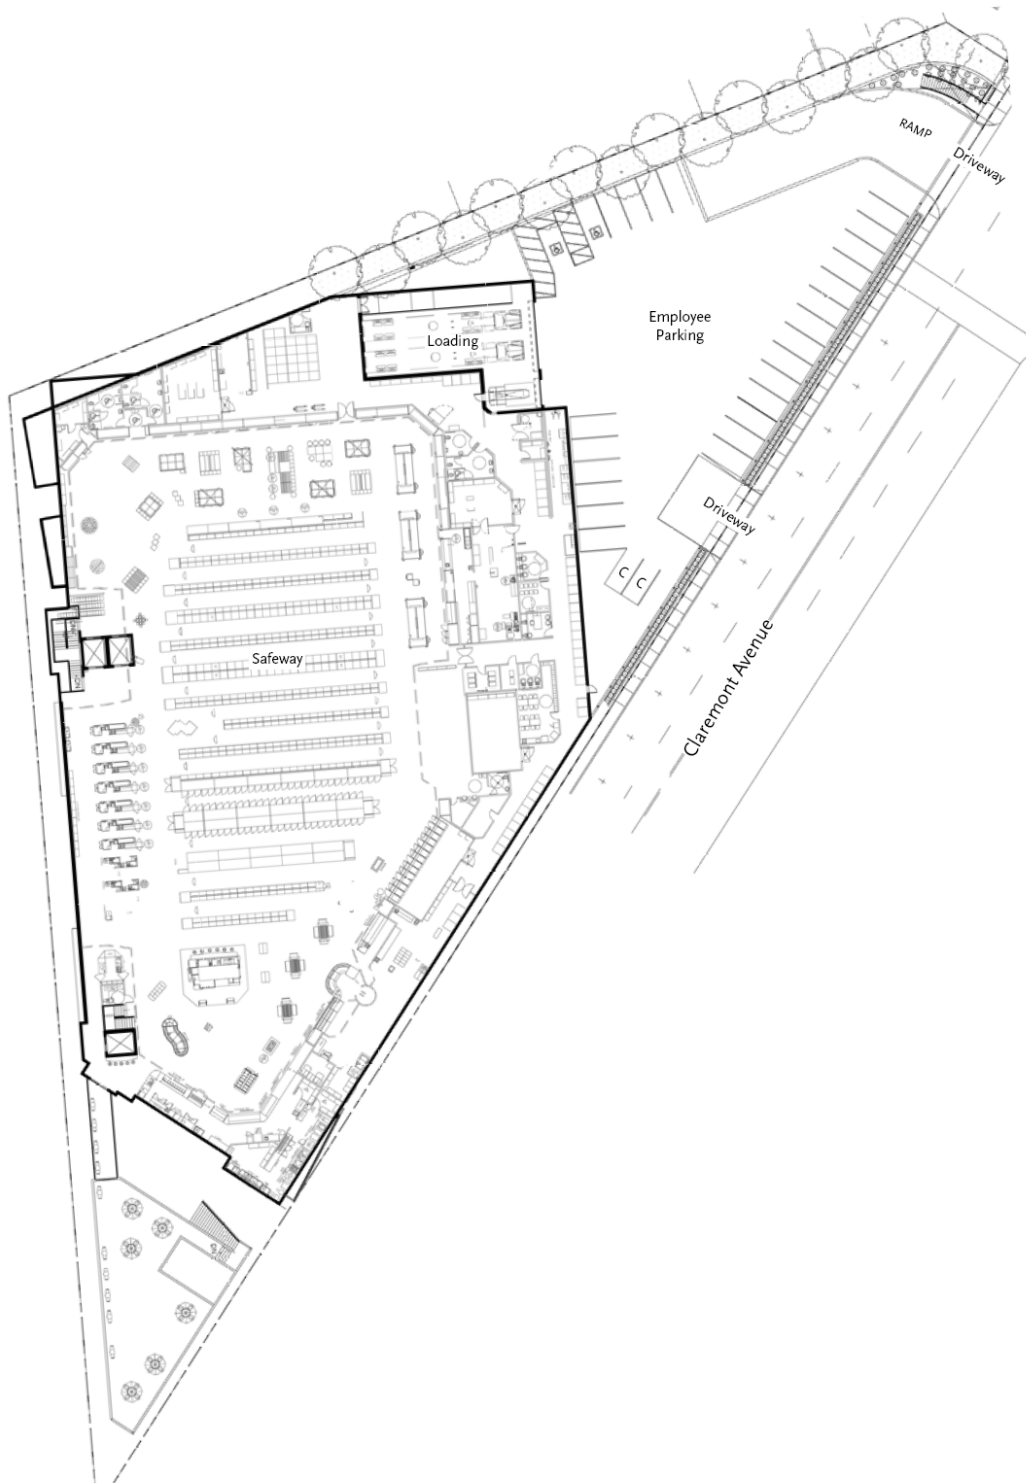 RAMP
Driveway
Employee
Parking
Loading
Driveway
C C
Safeway
Claremont Avenue